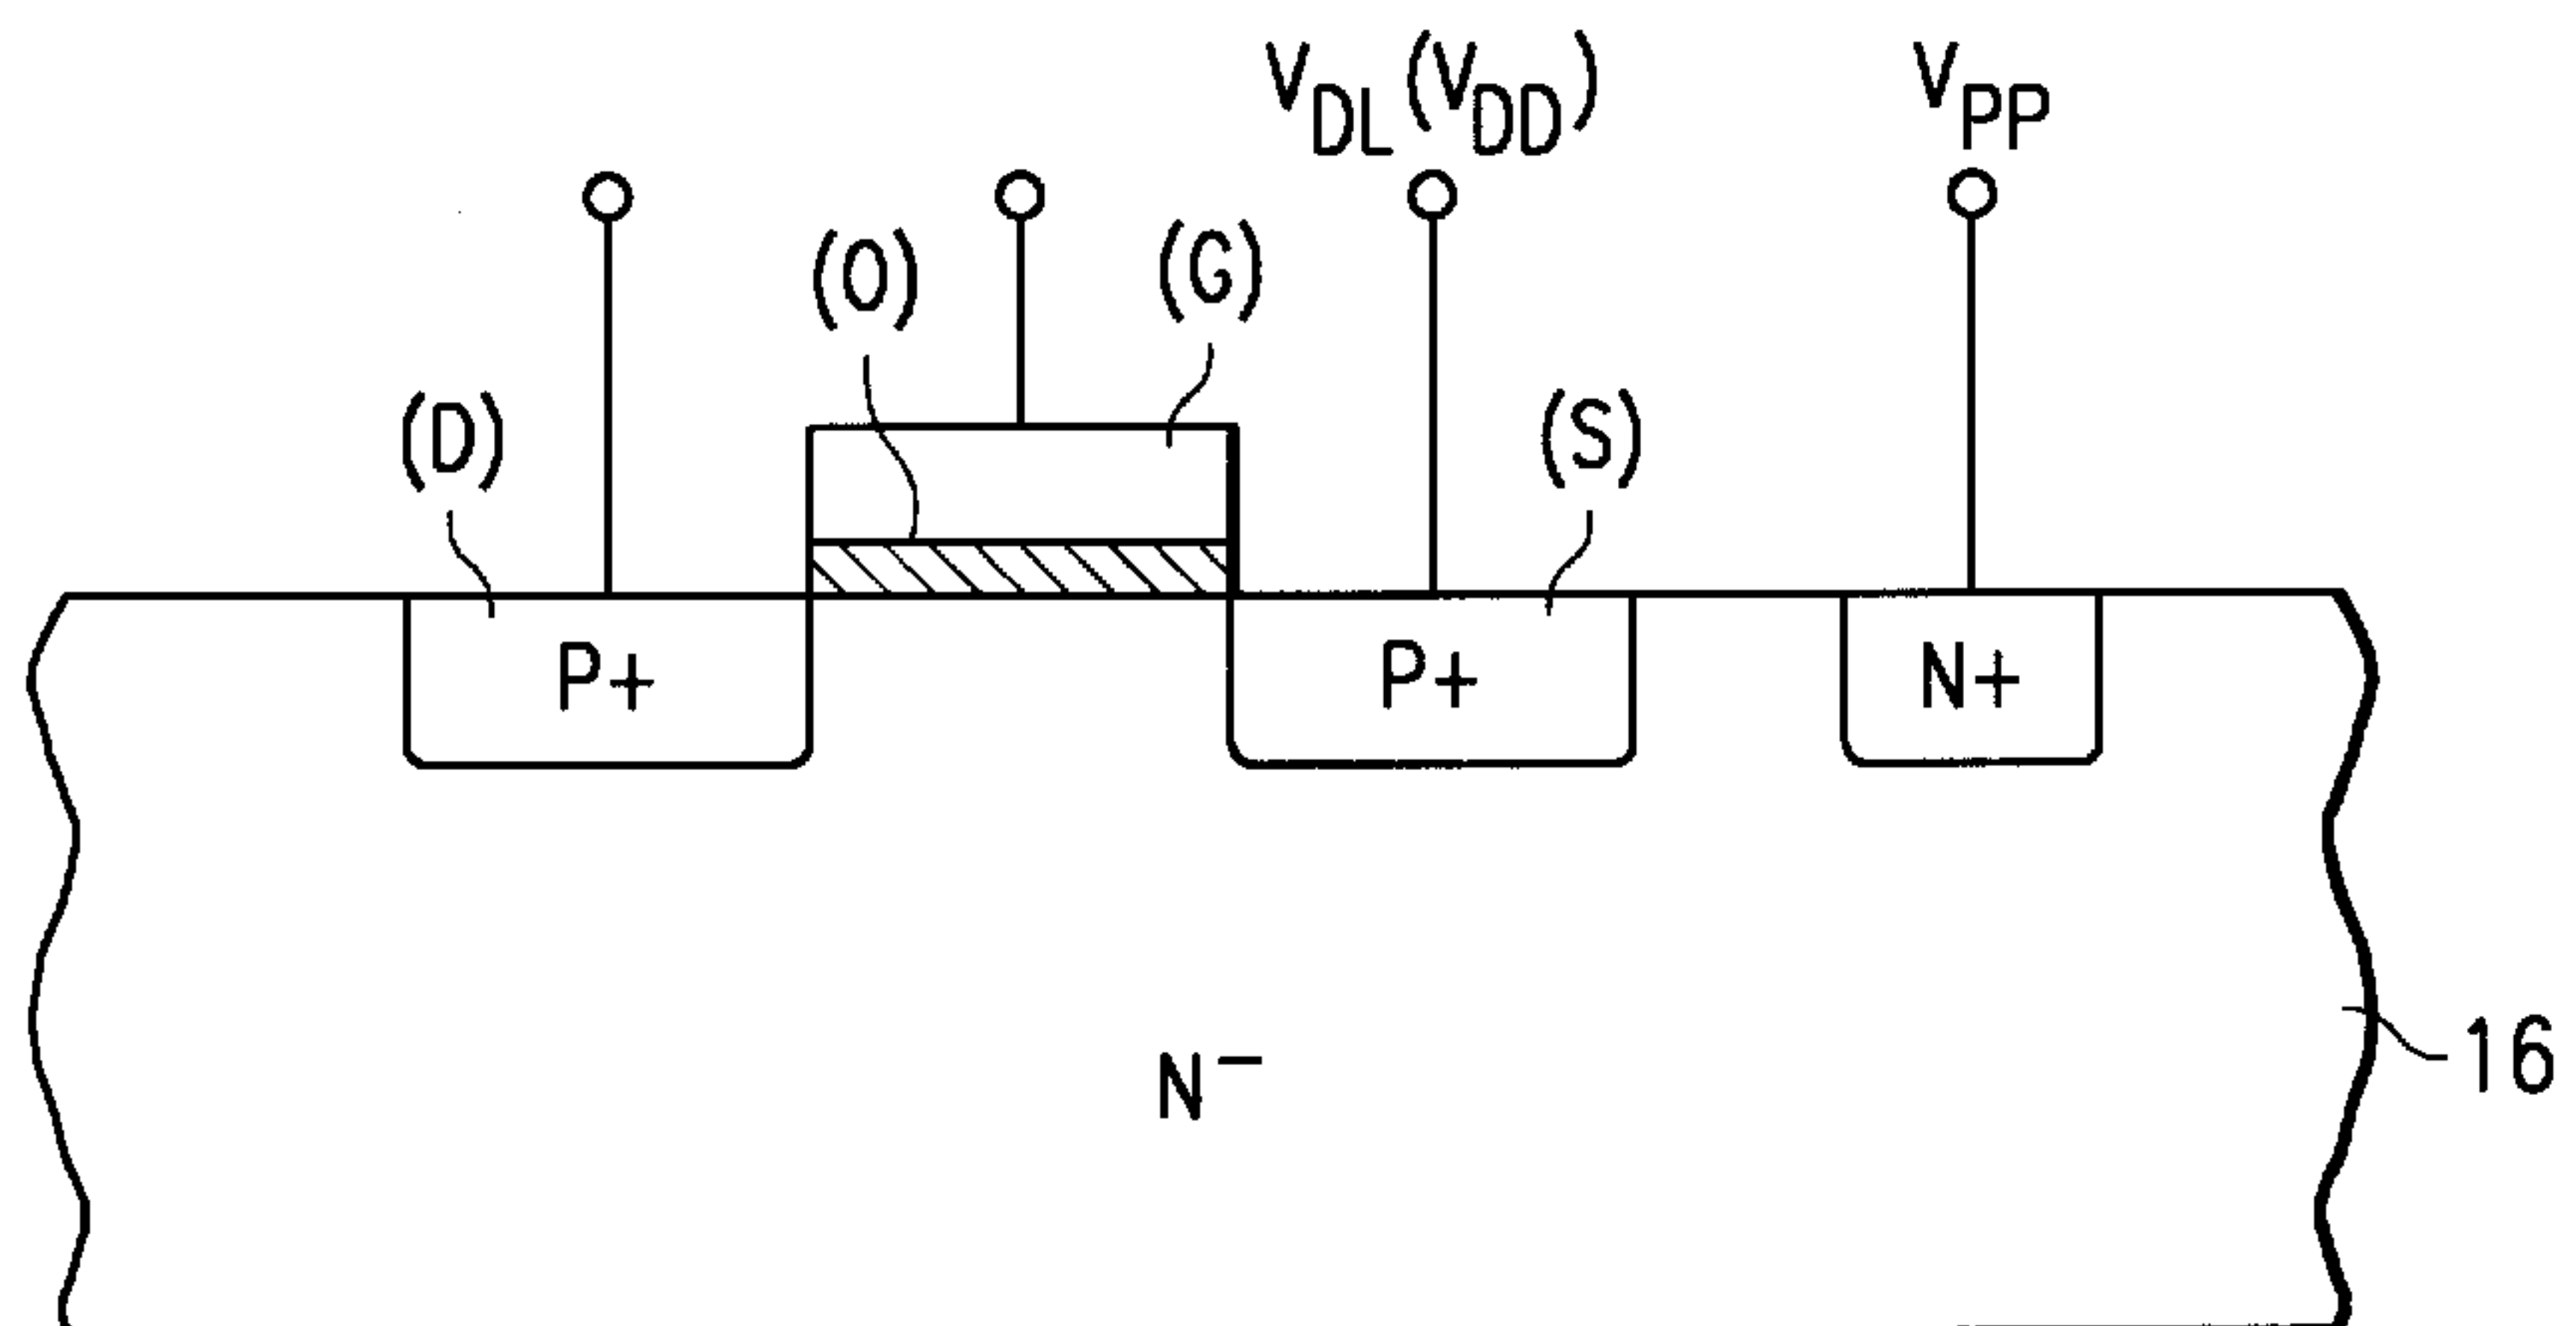 V_DL (V_DD)
V_PP
(O)
(G)
(D)
(S)
P+
P+
N+
N⁻
16